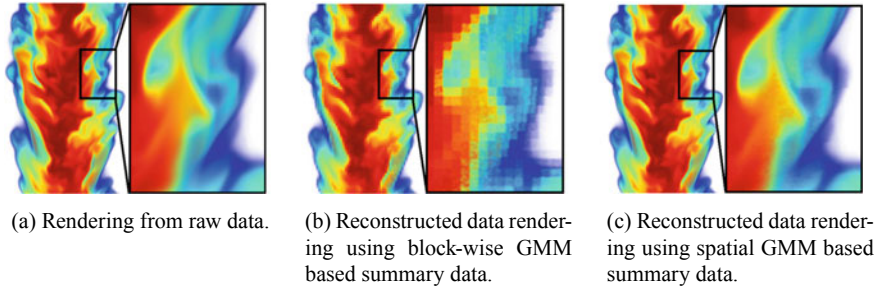 (a) Rendering from raw data.
(b) Reconstructed data render-
ing using block-wise GMM
based summary data.
(c) Reconstructed data render-
ing using spatial GMM based
summary data.